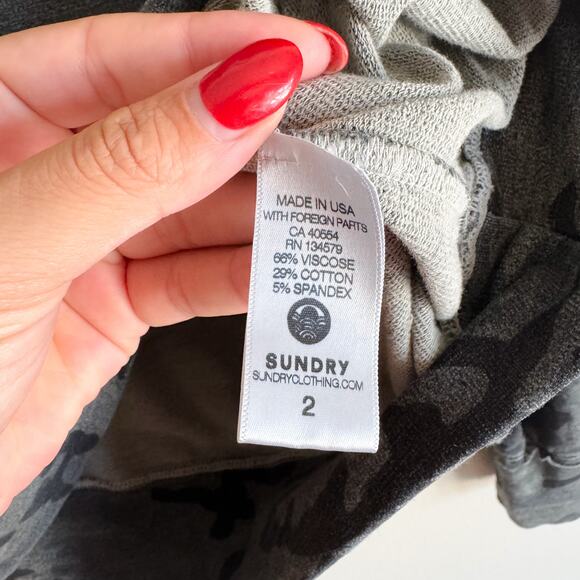 MADE IN USA
WITH FOREIGN PARTS
CA 40554
RN 134579
66% VISCOSE
29% COTTON
5% SPANDEX
SUNDRY
SUNDRYCLOTHING.COM
2